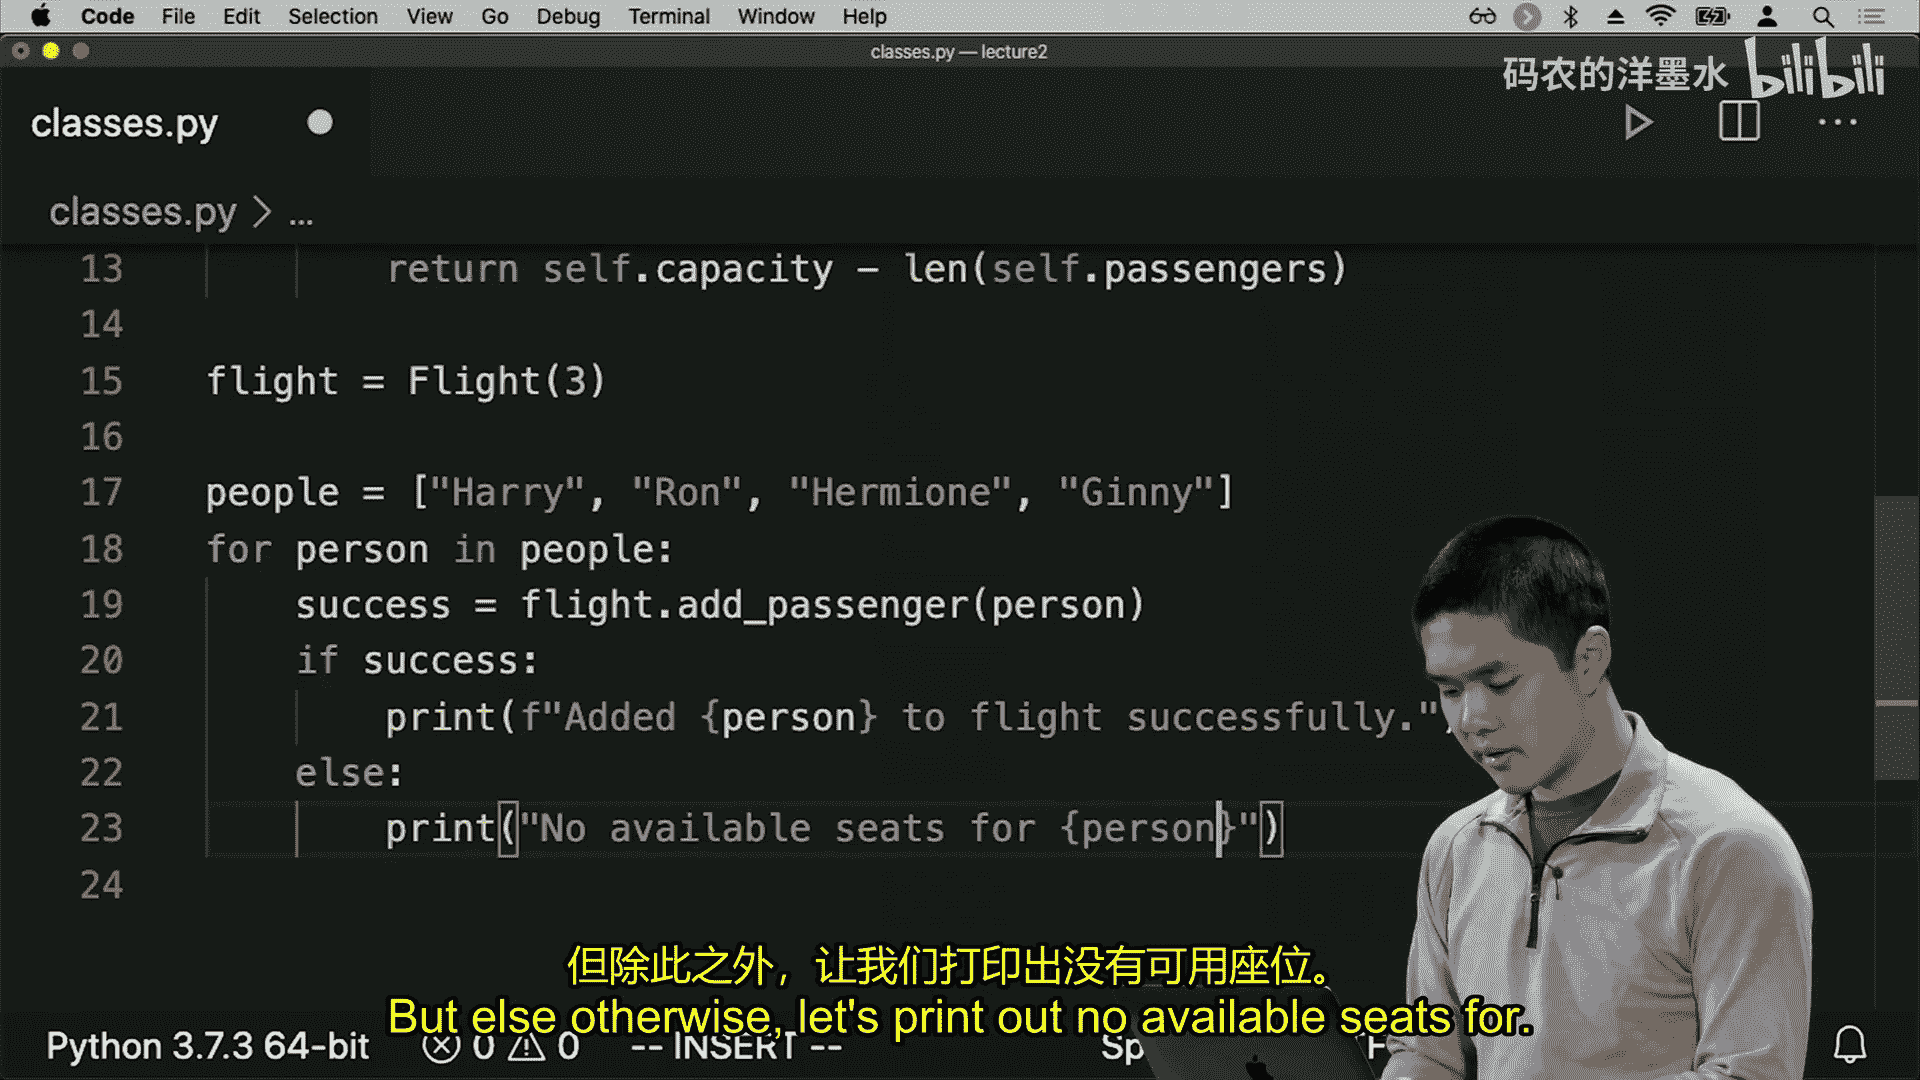 Code File Edit Selection View Go Debug Terminal Window Help
classes.py — lecture2
码农的洋墨水 bilibili
classes.py
classes.py > ...
13 return self.capacity - len(self.passengers)
14
15 flight = Flight(3)
16
17 people = ["Harry", "Ron", "Hermione", "Ginny"]
18 for person in people:
19 success = flight.add_passenger(person)
20 if success:
21 print(f"Added {person} to flight successfully."
22 else:
23 print("No available seats for {person}")
24
但除此之外，让我们打印出没有可用座位。
But else otherwise, let's print out no available seats for.
Python 3.7.3 64-bit 0 0 -- INSERT --